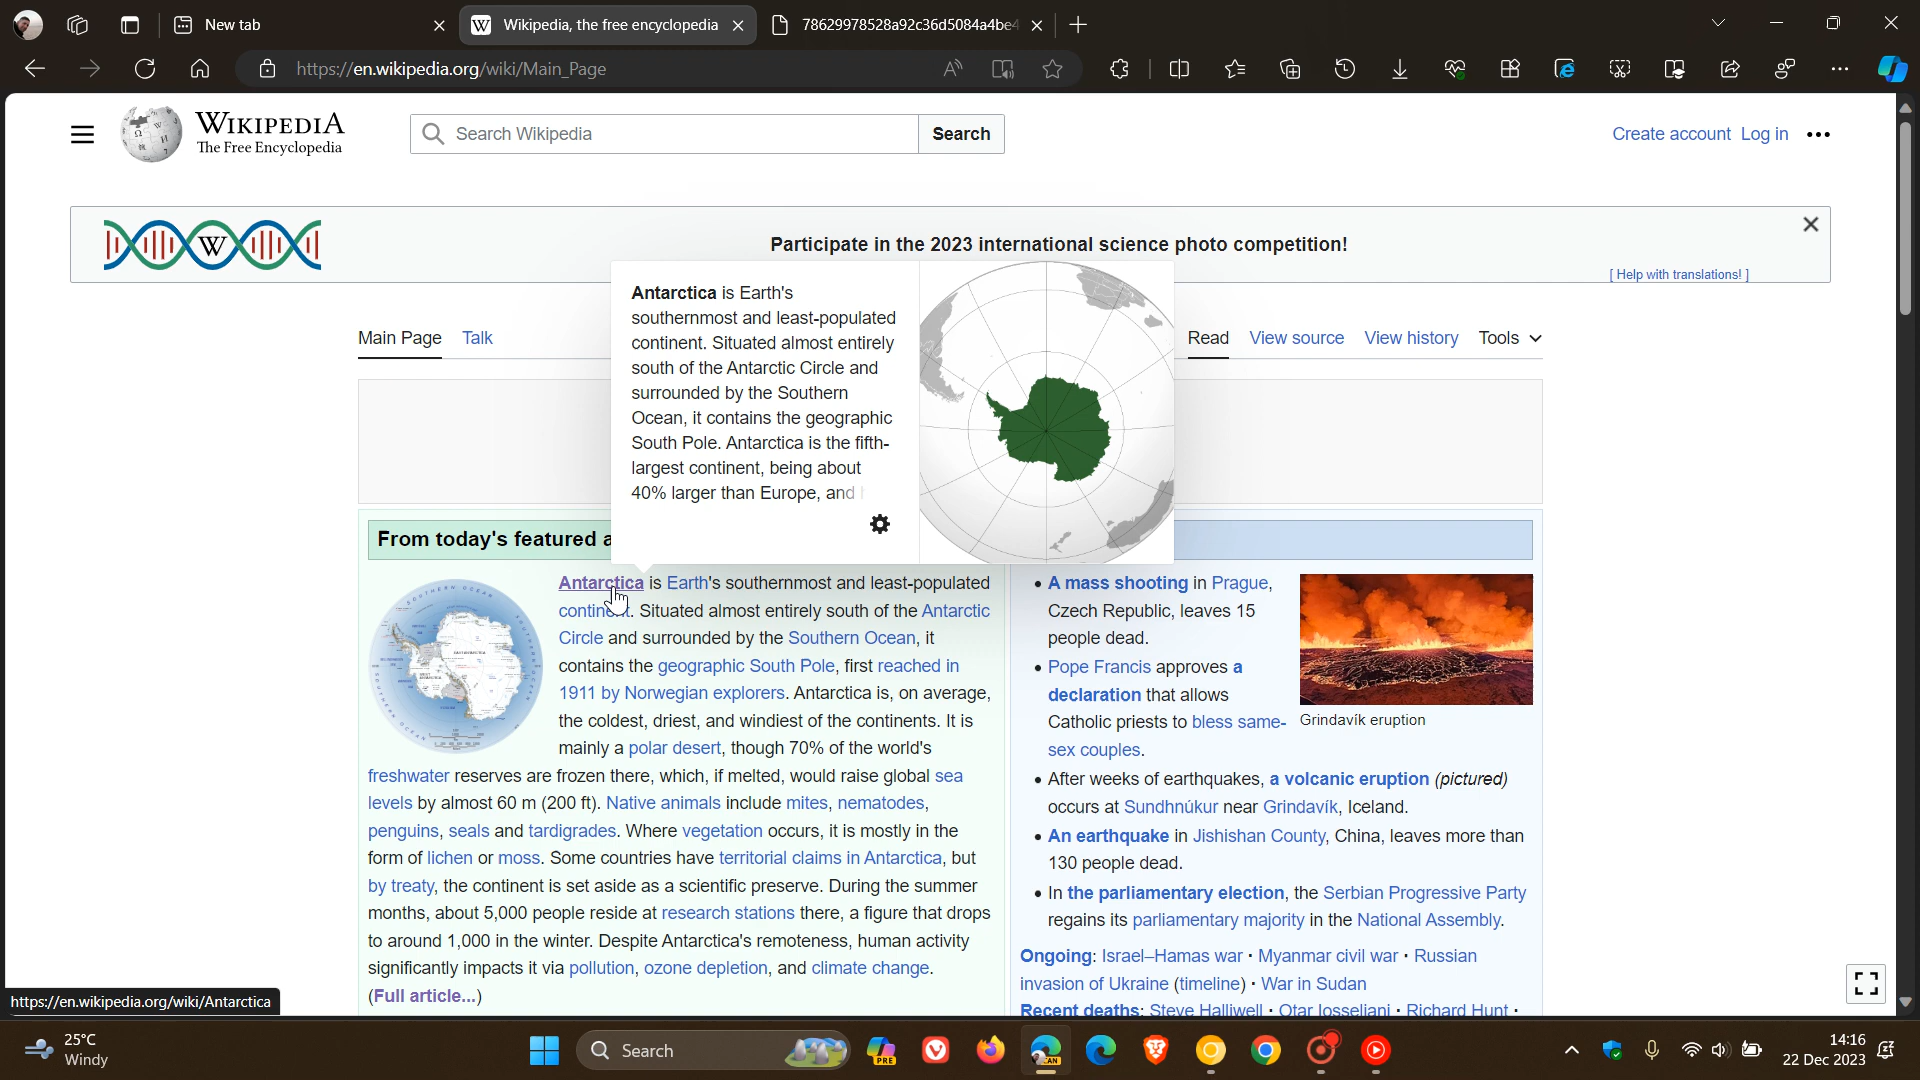 New tab
Wikipedia, the free encyclopedia
78629978528a92c36d5084a4be4
https://en.wikipedia.org/wiki/Main_Page
WIKIPEDIA
The Free Encyclopedia
Search Wikipedia
Search
Create account Log in
W
Participate in the 2023 international science photo competition!
[ Help with translations! ]
Main Page Talk
Read View source View history Tools
Antarctica is Earth's
southernmost and least-populated
continent. Situated almost entirely
south of the Antarctic Circle and
surrounded by the Southern
Ocean, it contains the geographic
South Pole. Antarctica is the fifth-
largest continent, being about
40% larger than Europe, and
From today's featured a
Antarctica is Earth's southernmost and least-populated
continent. Situated almost entirely south of the Antarctic
Circle and surrounded by the Southern Ocean, it
contains the geographic South Pole, first reached in
1911 by Norwegian explorers. Antarctica is, on average,
the coldest, driest, and windiest of the continents. It is
mainly a polar desert, though 70% of the world's
freshwater reserves are frozen there, which, if melted, would raise global sea
levels by almost 60 m (200 ft). Native animals include mites, nematodes,
penguins, seals and tardigrades. Where vegetation occurs, it is mostly in the
form of lichen or moss. Some countries have territorial claims in Antarctica, but
by treaty, the continent is set aside as a scientific preserve. During the summer
months, about 5,000 people reside at research stations there, a figure that drops
to around 1,000 in the winter. Despite Antarctica's remoteness, human activity
significantly impacts it via pollution, ozone depletion, and climate change.
(Full article...)
SOUTHERN OCEAN
• A mass shooting in Prague,
Czech Republic, leaves 15
people dead.
• Pope Francis approves a
declaration that allows
Catholic priests to bless same-
sex couples.
Grindavík eruption
• After weeks of earthquakes, a volcanic eruption (pictured)
occurs at Sundhnúkur near Grindavík, Iceland.
• An earthquake in Jishishan County, China, leaves more than
130 people dead.
• In the parliamentary election, the Serbian Progressive Party
regains its parliamentary majority in the National Assembly.
Ongoing: Israel–Hamas war · Myanmar civil war · Russian
invasion of Ukraine (timeline) · War in Sudan
Recent deaths: Steve Halliwell · Otar Iosseliani · Richard Hunt ·
https://en.wikipedia.org/wiki/Antarctica
25°C
Windy
Search
PRE
CAN
14:16
22 Dec 2023